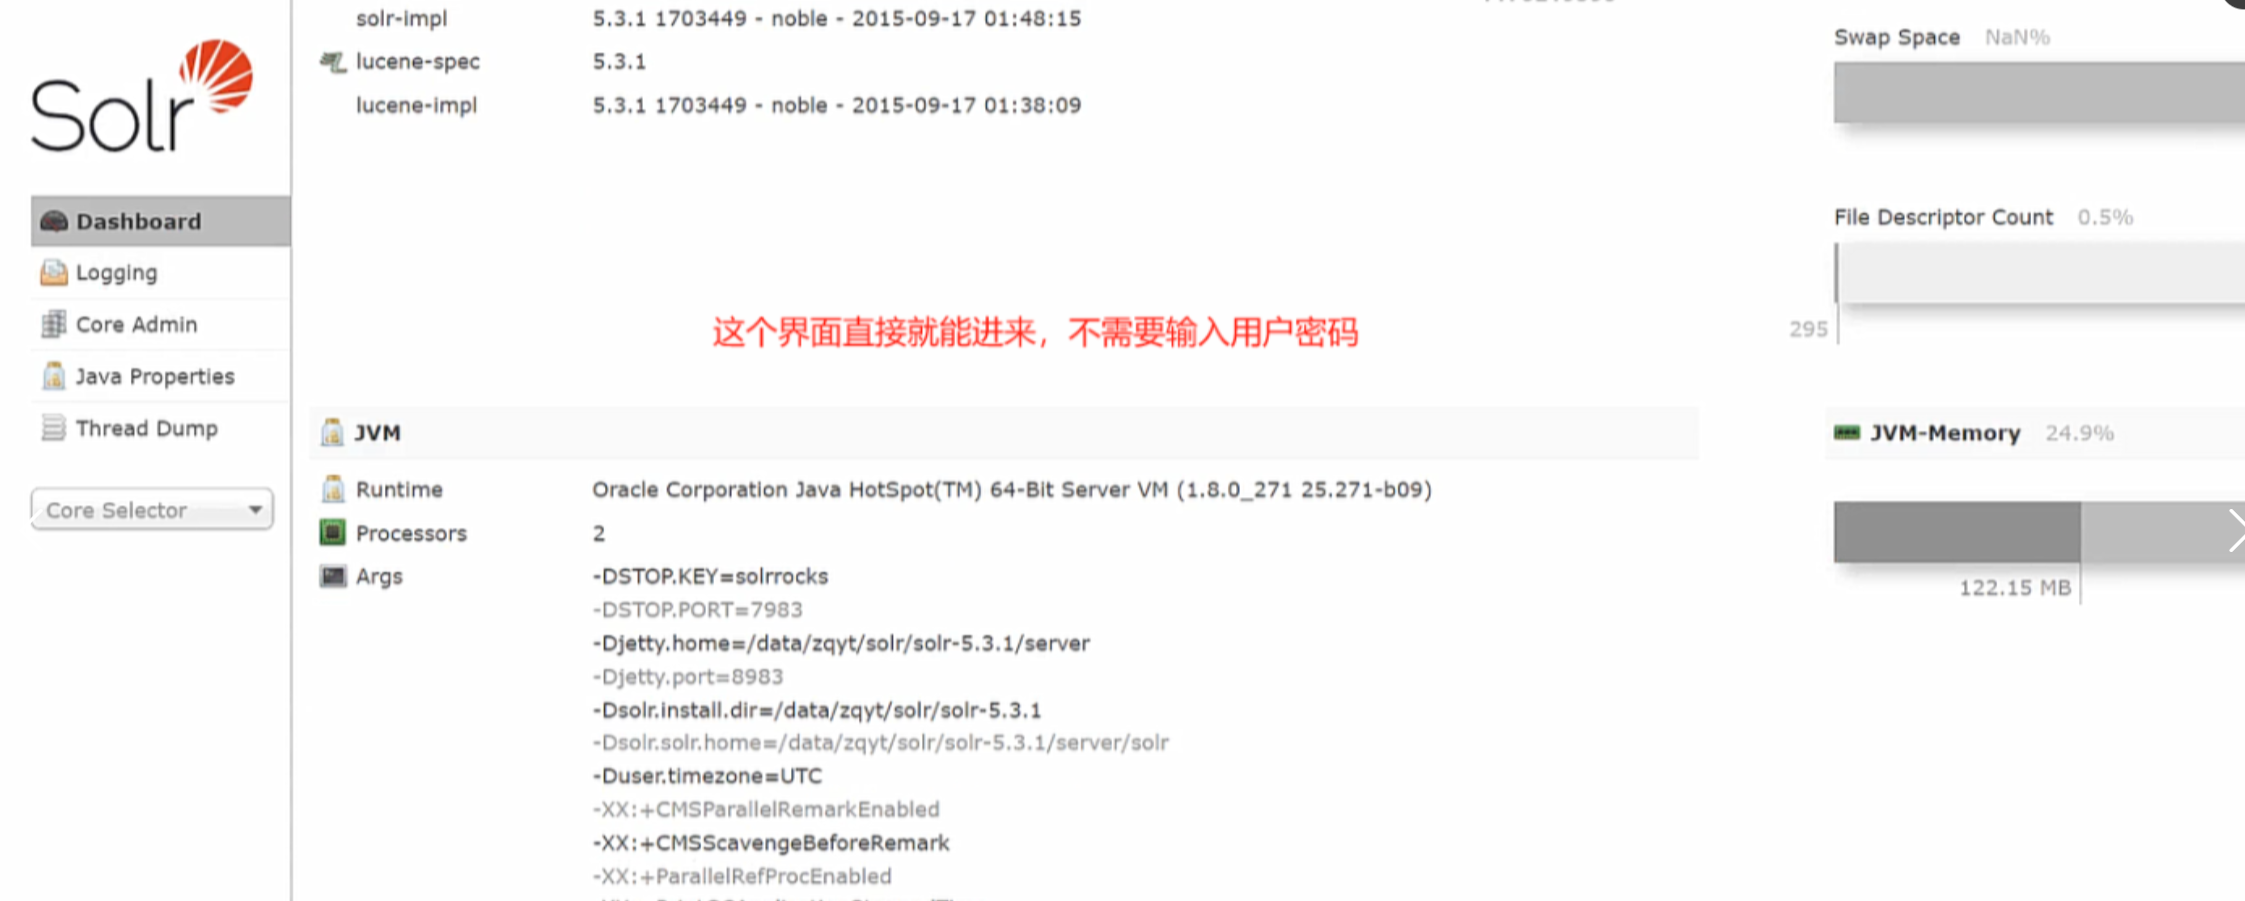 Solr
Dashboard
Logging
Core Admin
Java Properties
Thread Dump
Core Selector
solr-impl 5.3.1 1703449 - noble - 2015-09-17 01:48:15
lucene-spec 5.3.1
lucene-impl 5.3.1 1703449 - noble - 2015-09-17 01:38:09
这个界面直接就能进来，不需要输入用户密码
JVM
Runtime Oracle Corporation Java HotSpot(TM) 64-Bit Server VM (1.8.0_271 25.271-b09)
Processors 2
Args -DSTOP.KEY=solrrocks
-DSTOP.PORT=7983
-Djetty.home=/data/zqyt/solr/solr-5.3.1/server
-Djetty.port=8983
-Dsolr.install.dir=/data/zqyt/solr/solr-5.3.1
-Dsolr.solr.home=/data/zqyt/solr/solr-5.3.1/server/solr
-Duser.timezone=UTC
-XX:+CMSParallelRemarkEnabled
-XX:+CMSScavengeBeforeRemark
-XX:+ParallelRefProcEnabled
Swap Space NaN%
File Descriptor Count 0.5%
295
JVM-Memory 24.9%
122.15 MB